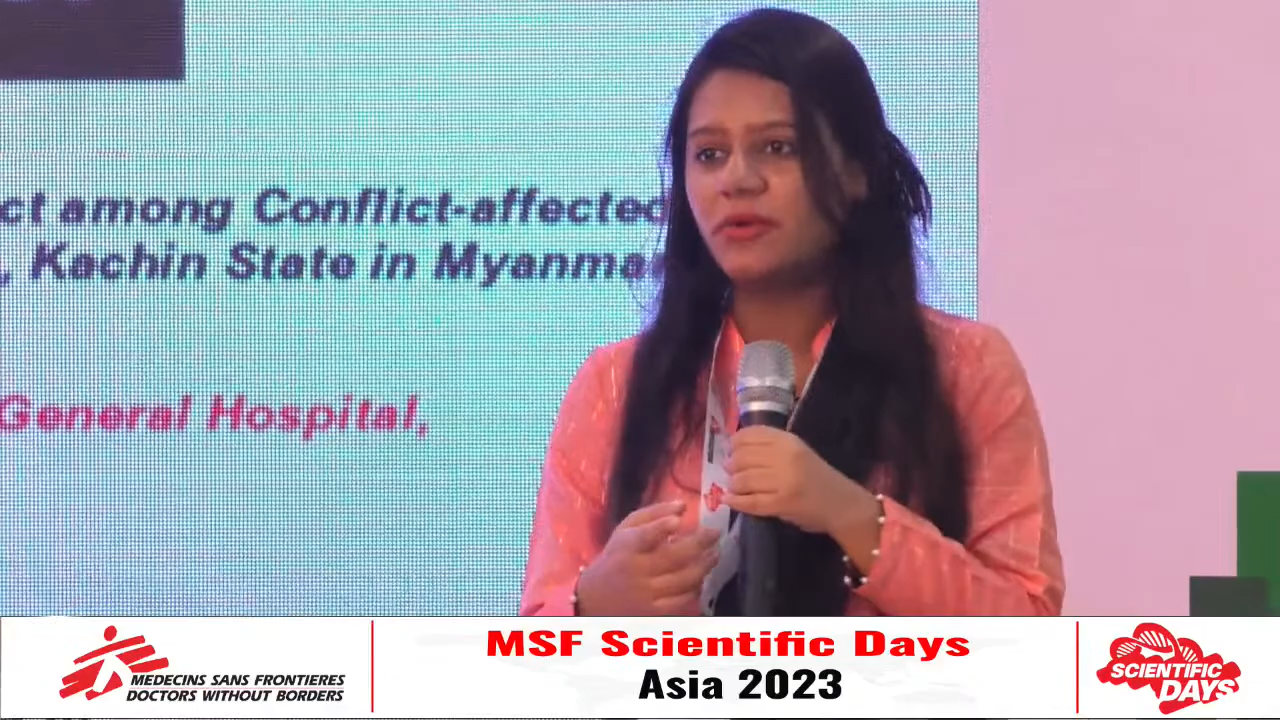 ct among Conflict-affected
, Kachin State in Myanma
General Hospital,
MEDECINS SANS FRONTIERES
DOCTORS WITHOUT BORDERS
MSF Scientific Days
Asia 2023
SCIENTIFIC
DAYS